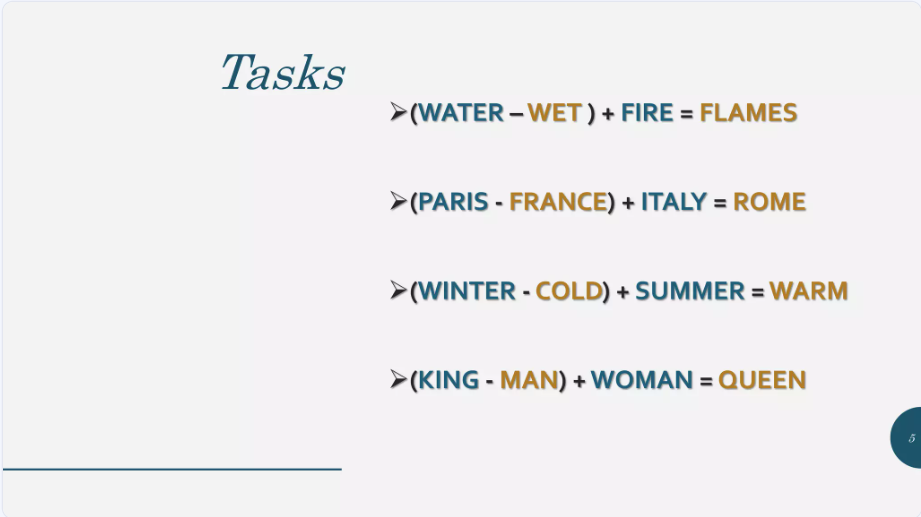 Tasks
➢(WATER – WET ) + FIRE = FLAMES
➢(PARIS - FRANCE) + ITALY = ROME
➢(WINTER - COLD) + SUMMER = WARM
➢(KING - MAN) + WOMAN = QUEEN
5